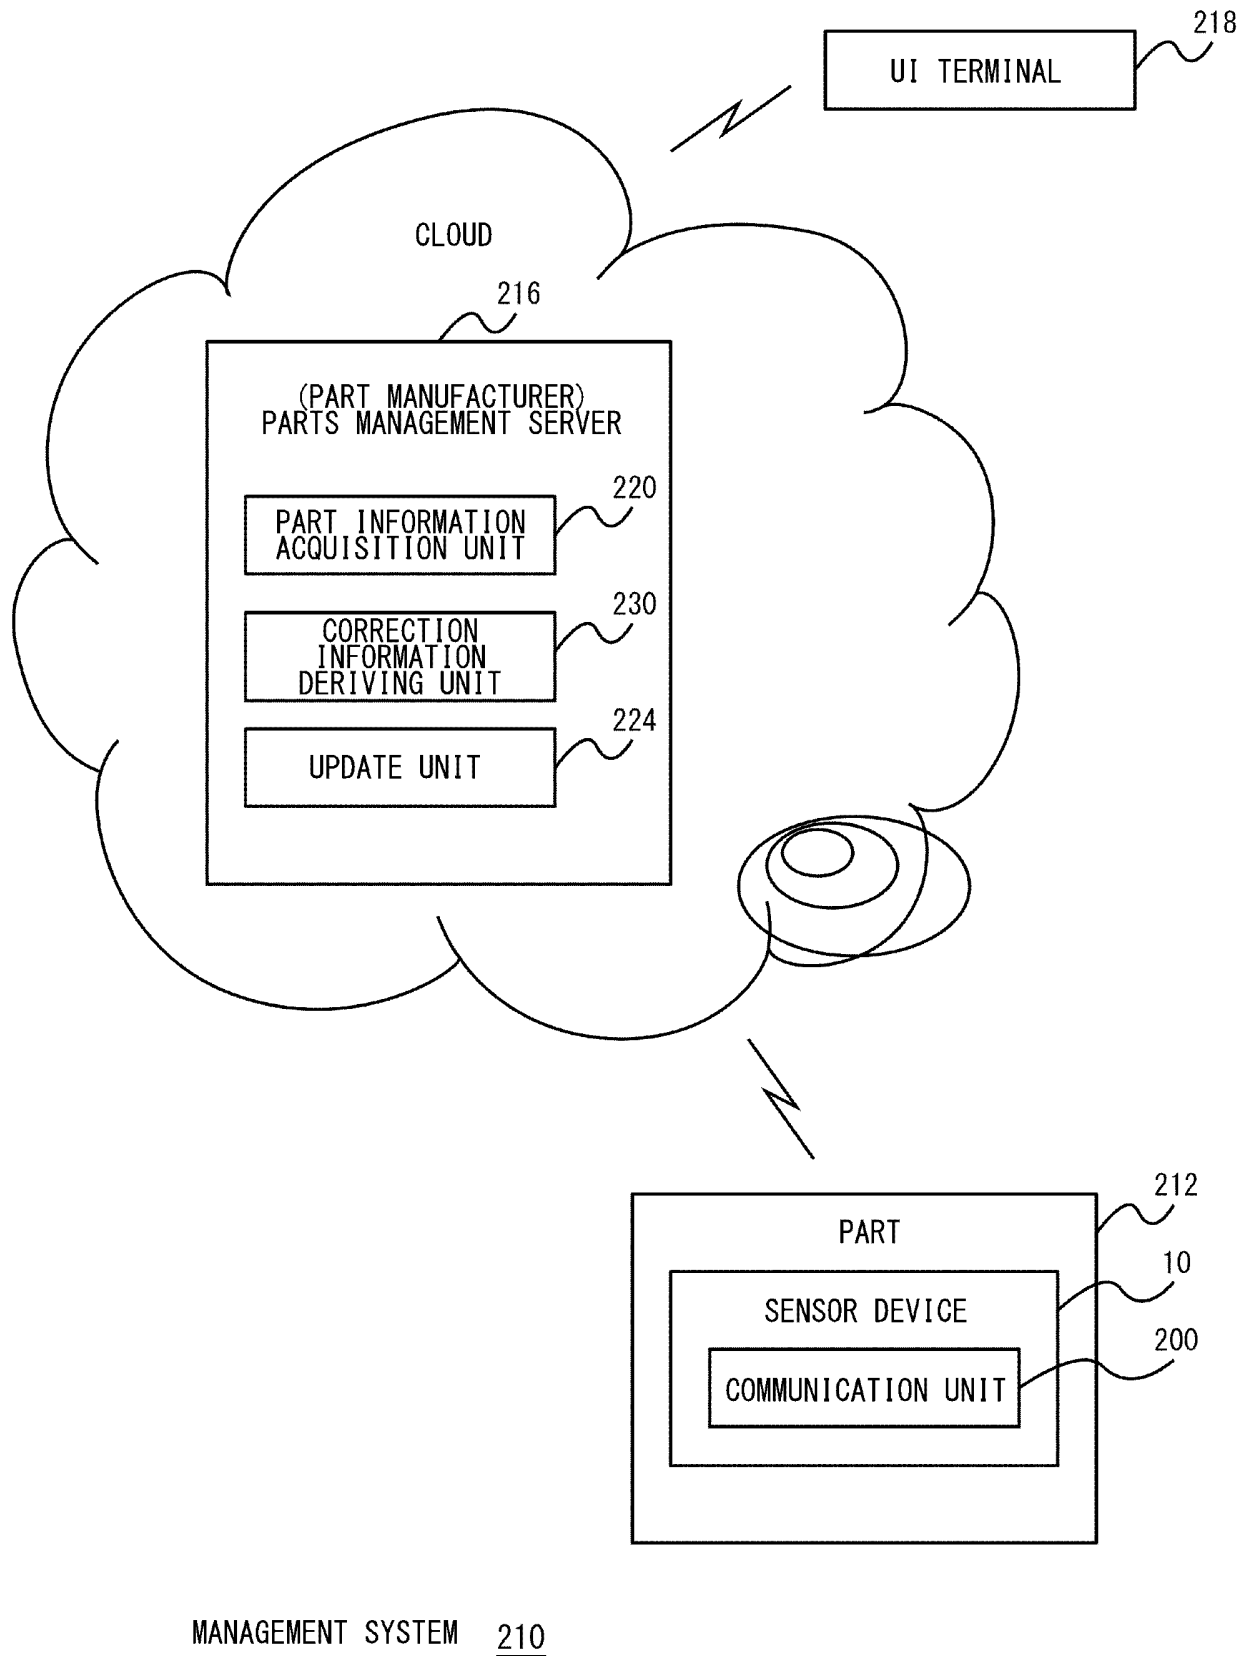 218
UI TERMINAL
CLOUD
216
(PART MANUFACTURER)
PARTS MANAGEMENT SERVER
220
PART INFORMATION
ACQUISITION UNIT
230
CORRECTION
INFORMATION
DERIVING UNIT
224
UPDATE UNIT
212
PART
10
SENSOR DEVICE
200
COMMUNICATION UNIT
MANAGEMENT SYSTEM 210